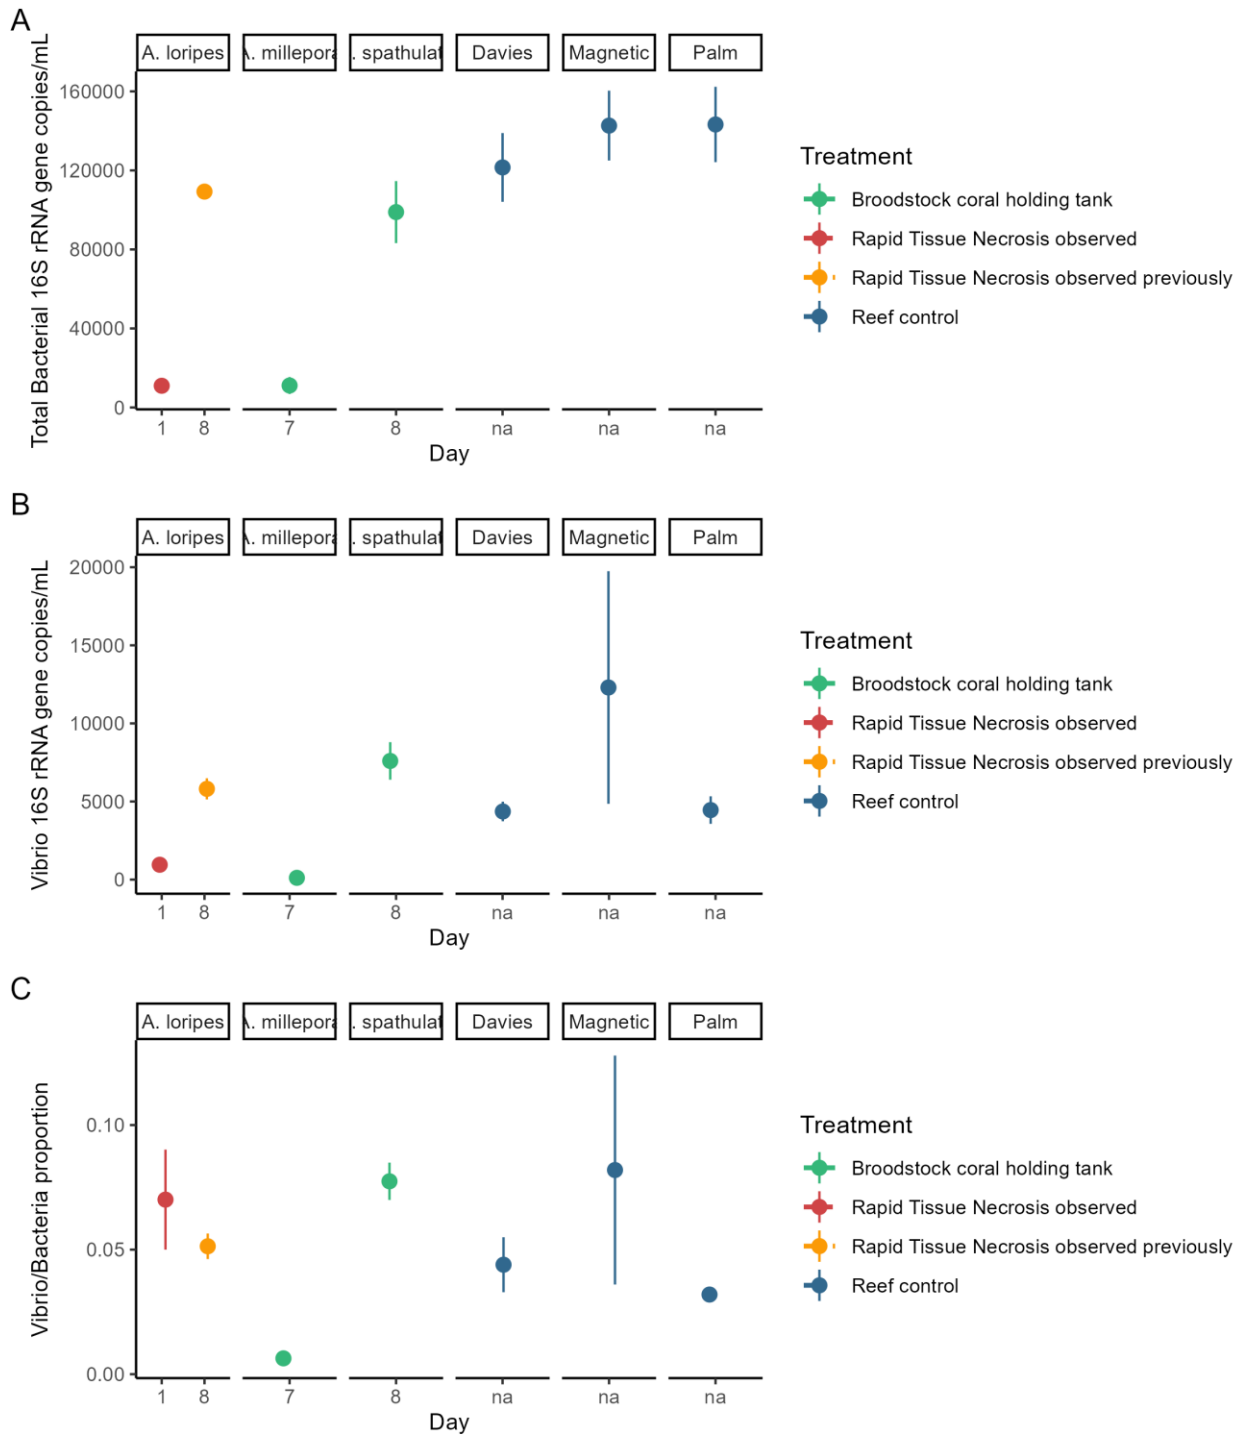 A
A. loripes
A. millepora
. spathulat
Davies
Magnetic
Palm
Total Bacterial 16S rRNA gene copies/mL
160000
120000
80000
40000
0
1
8
7
8
na
na
na
Day
Treatment
Broodstock coral holding tank
Rapid Tissue Necrosis observed
Rapid Tissue Necrosis observed previously
Reef control
B
A. loripes
A. millepora
. spathulat
Davies
Magnetic
Palm
Vibrio 16S rRNA gene copies/mL
20000
15000
10000
5000
0
1
8
7
8
na
na
na
Day
Treatment
Broodstock coral holding tank
Rapid Tissue Necrosis observed
Rapid Tissue Necrosis observed previously
Reef control
C
A. loripes
A. millepora
. spathulat
Davies
Magnetic
Palm
Vibrio/Bacteria proportion
0.10
0.05
0.00
1
8
7
8
na
na
na
Day
Treatment
Broodstock coral holding tank
Rapid Tissue Necrosis observed
Rapid Tissue Necrosis observed previously
Reef control